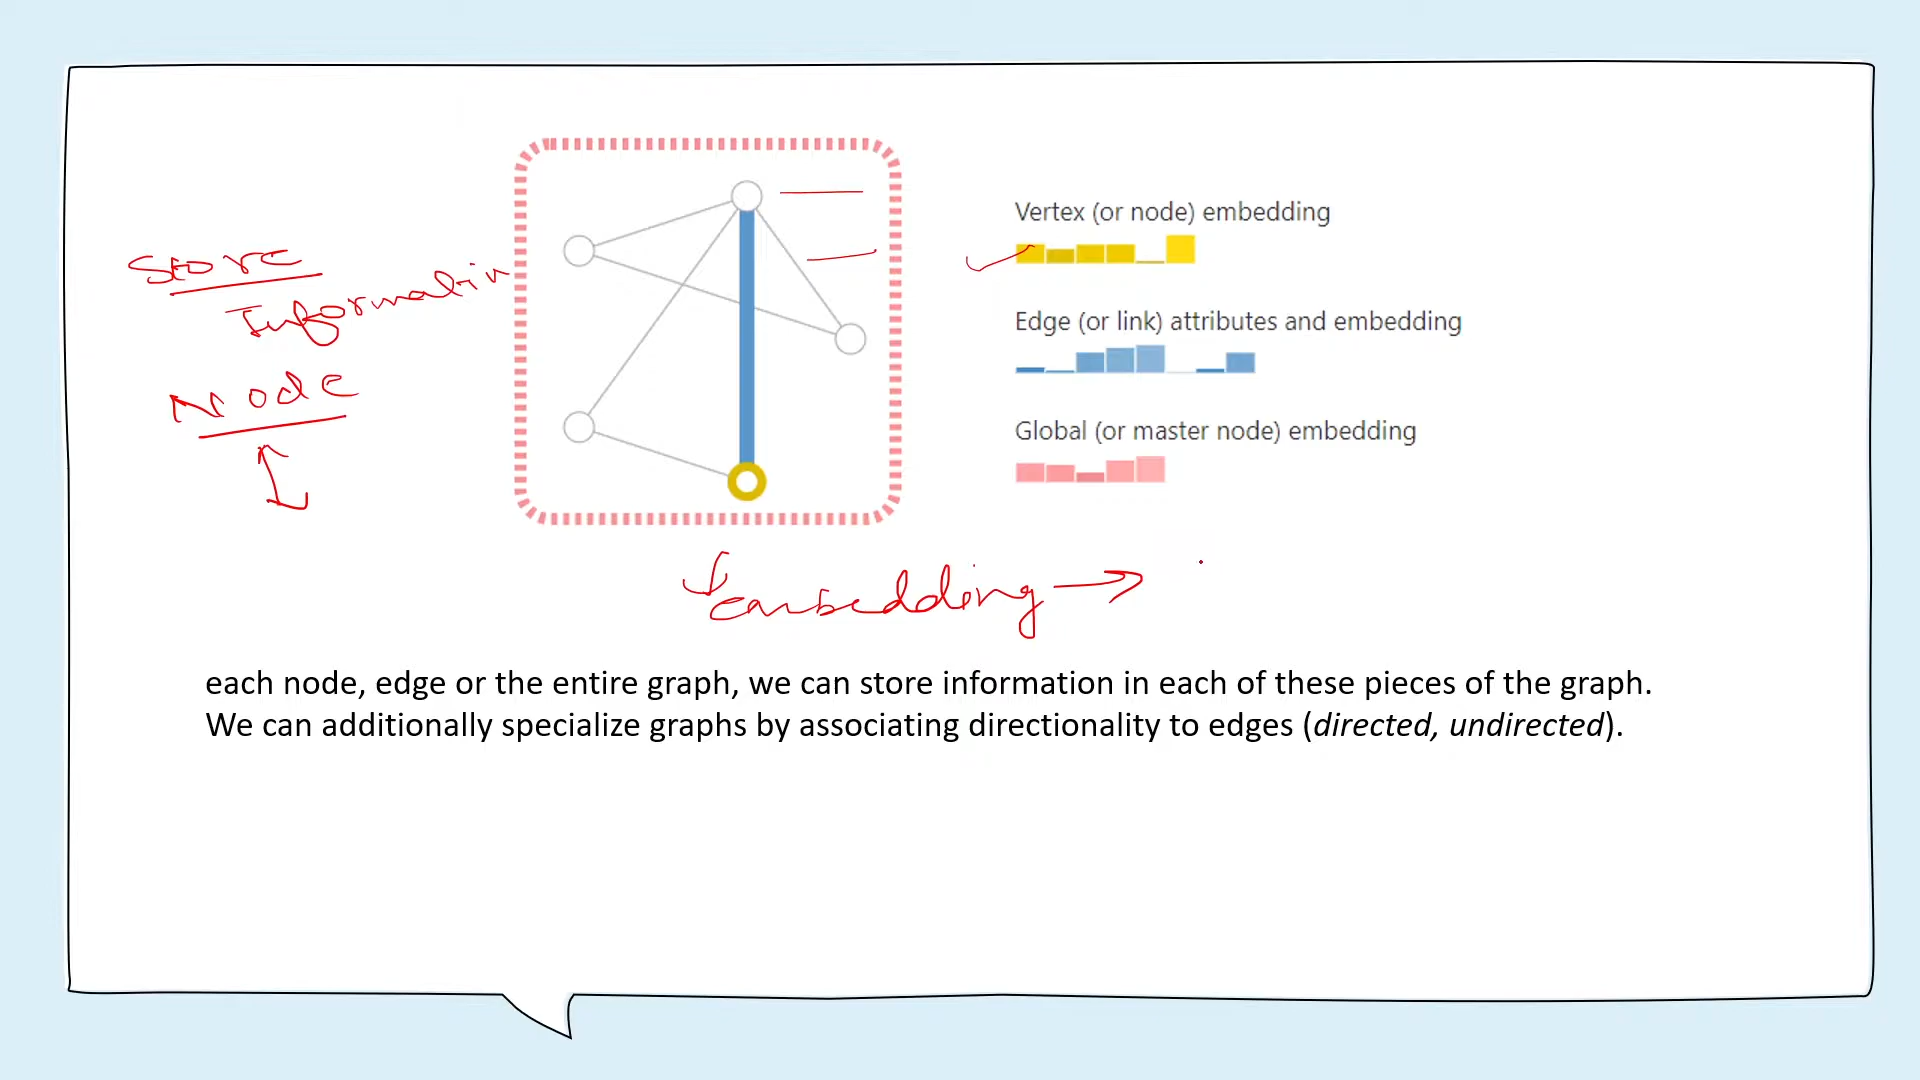 Vertex (or node) embedding
Edge (or link) attributes and embedding
Global (or master node) embedding
Store
Information
Node
Embedding
each node, edge or the entire graph, we can store information in each of these pieces of the graph.
We can additionally specialize graphs by associating directionality to edges (directed, undirected).